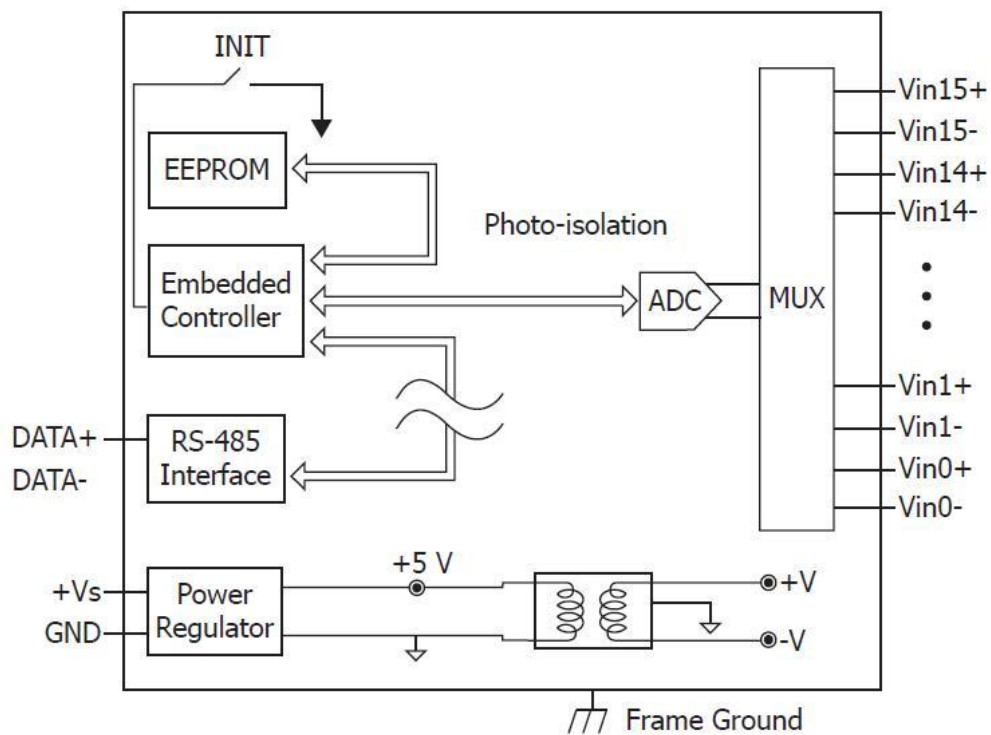 INIT
EEPROM
Photo-isolation
Embedded
Controller
ADC
MUX
Vin15+
Vin15-
Vin14+
Vin14-
Vin1+
Vin1-
Vin0+
Vin0-
DATA+
DATA-
RS-485
Interface
+Vs
GND
Power
Regulator
+5 V
+V
-V
Frame Ground